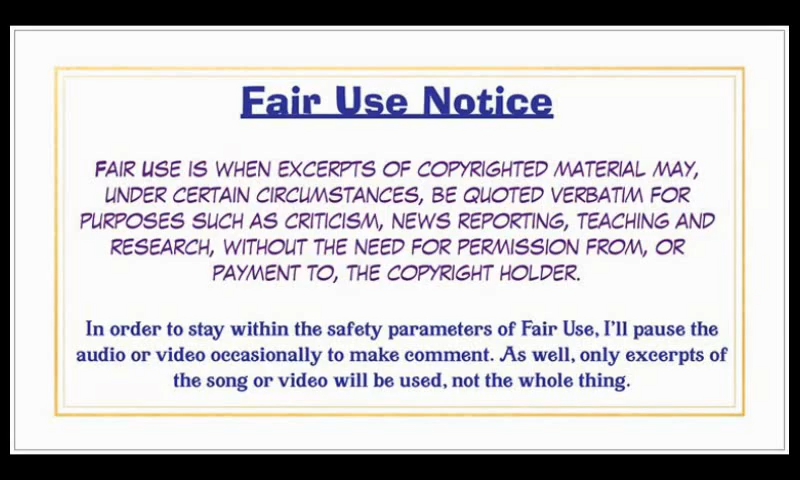 Fair Use Notice
FAIR USE IS WHEN EXCERPTS OF COPYRIGHTED MATERIAL MAY,
UNDER CERTAIN CIRCUMSTANCES, BE QUOTED VERBATIM FOR
PURPOSES SUCH AS CRITICISM, NEWS REPORTING, TEACHING AND
RESEARCH, WITHOUT THE NEED FOR PERMISSION FROM, OR
PAYMENT TO, THE COPYRIGHT HOLDER.
In order to stay within the safety parameters of Fair Use, I'll pause the
audio or video occasionally to make comment. As well, only excerpts of
the song or video will be used, not the whole thing.